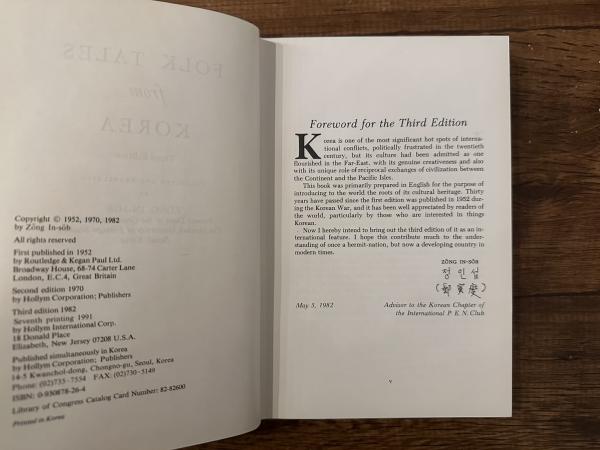 FOLK TALES
from
KOREA
Third Edition
Copyright © 1952, 1970, 1982
by Zŏng In-sŏb
All rights reserved
First published in 1952
by Routledge & Kegan Paul Ltd.
Broadway House, 68-74 Carter Lane
London, E.C.4, Great Britain
Second edition 1970
by Hollym Corporation; Publishers
Third edition 1982
Seventh printing 1991
by Hollym International Corp.
18 Donald Place
Elizabeth, New Jersey 07208 U.S.A.
Published simultaneously in Korea
by Hollym Corporation; Publishers
14-5 Kwanchol-dong, Chongno-gu, Seoul, Korea
Phone: (02)735-7554 FAX: (02)730-5149
ISBN: 0-930878-26-4
Library of Congress Catalog Card Number: 82-82600
Printed in Korea
Foreword for the Third Edition
Korea is one of the most significant hot spots of interna-
tional conflicts, politically frustrated in the twentieth
century, but its culture had been admitted as one
flourished in the Far-East, with its genuine creativeness and also
with its unique role of reciprocal exchanges of civilization between
the Continent and the Pacific Isles.
This book was primarily prepared in English for the purpose of
introducing to the world the roots of its cultural heritage. Thirty
years have passed since the first edition was published in 1952 dur-
ing the Korean War, and it has been well appreciated by readers of
the world, particularly by those who are interested in things
Korean.
Now I hereby intend to bring out the third edition of it as an in-
ternational feature. I hope this contribute much to the under-
standing of once a hermit-nation, but now a developing country in
modern times.
ZŎNG IN-SŎB
정인섭
(鄭寅燮)
May 5, 1982
Advisor to the Korean Chapter of
the International P.E.N. Club
v